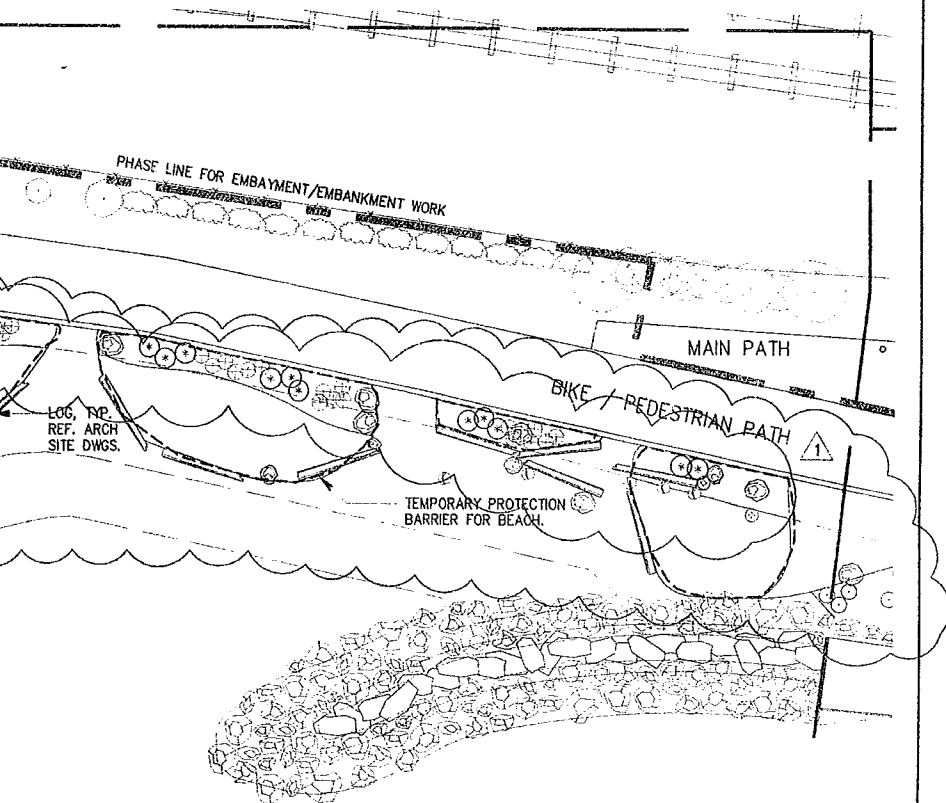 PHASE LINE FOR EMBAYMENT/EMBANKMENT WORK
MAIN PATH
BIKE / PEDESTRIAN PATH
1
LOG, TYP.
REF. ARCH
SITE DWGS.
TEMPORARY PROTECTION
BARRIER FOR BEACH.